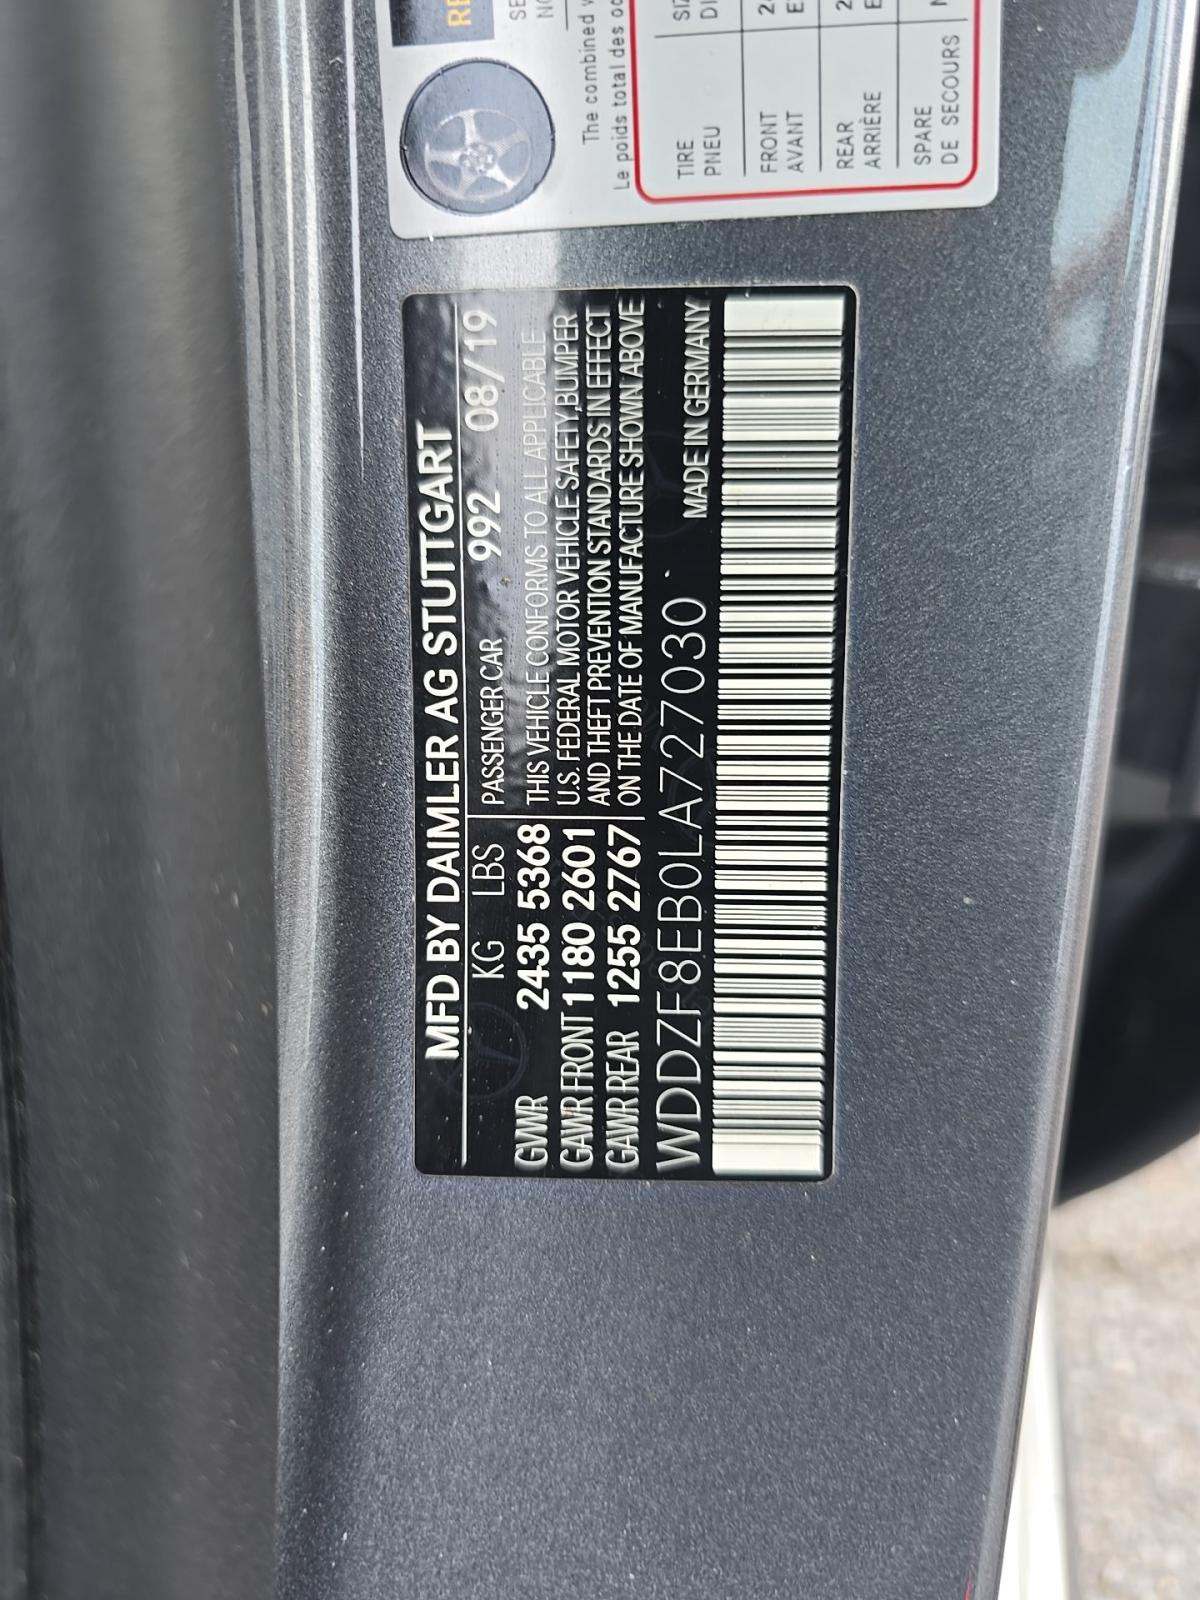 MFD BY DAIMLER AG STUTTGART
KG LBS PASSENGER CAR 992 08/19
GVWR 2435 5368 THIS VEHICLE CONFORMS TO ALL APPLICABLE
GAWR FRONT 1180 2601 U.S. FEDERAL MOTOR VEHICLE SAFETY,BUMPER
GAWR REAR 1255 2767 AND THEFT PREVENTION STANDARDS IN EFFECT
ON THE DATE OF MANUFACTURE SHOWN ABOVE
WDDZF8EB0LA727030 MADE IN GERMANY
The combined
Le poids total des
TIRE
PNEU
FRONT
AVANT
REAR
ARRIÈRE
SPARE
DE SECOURS